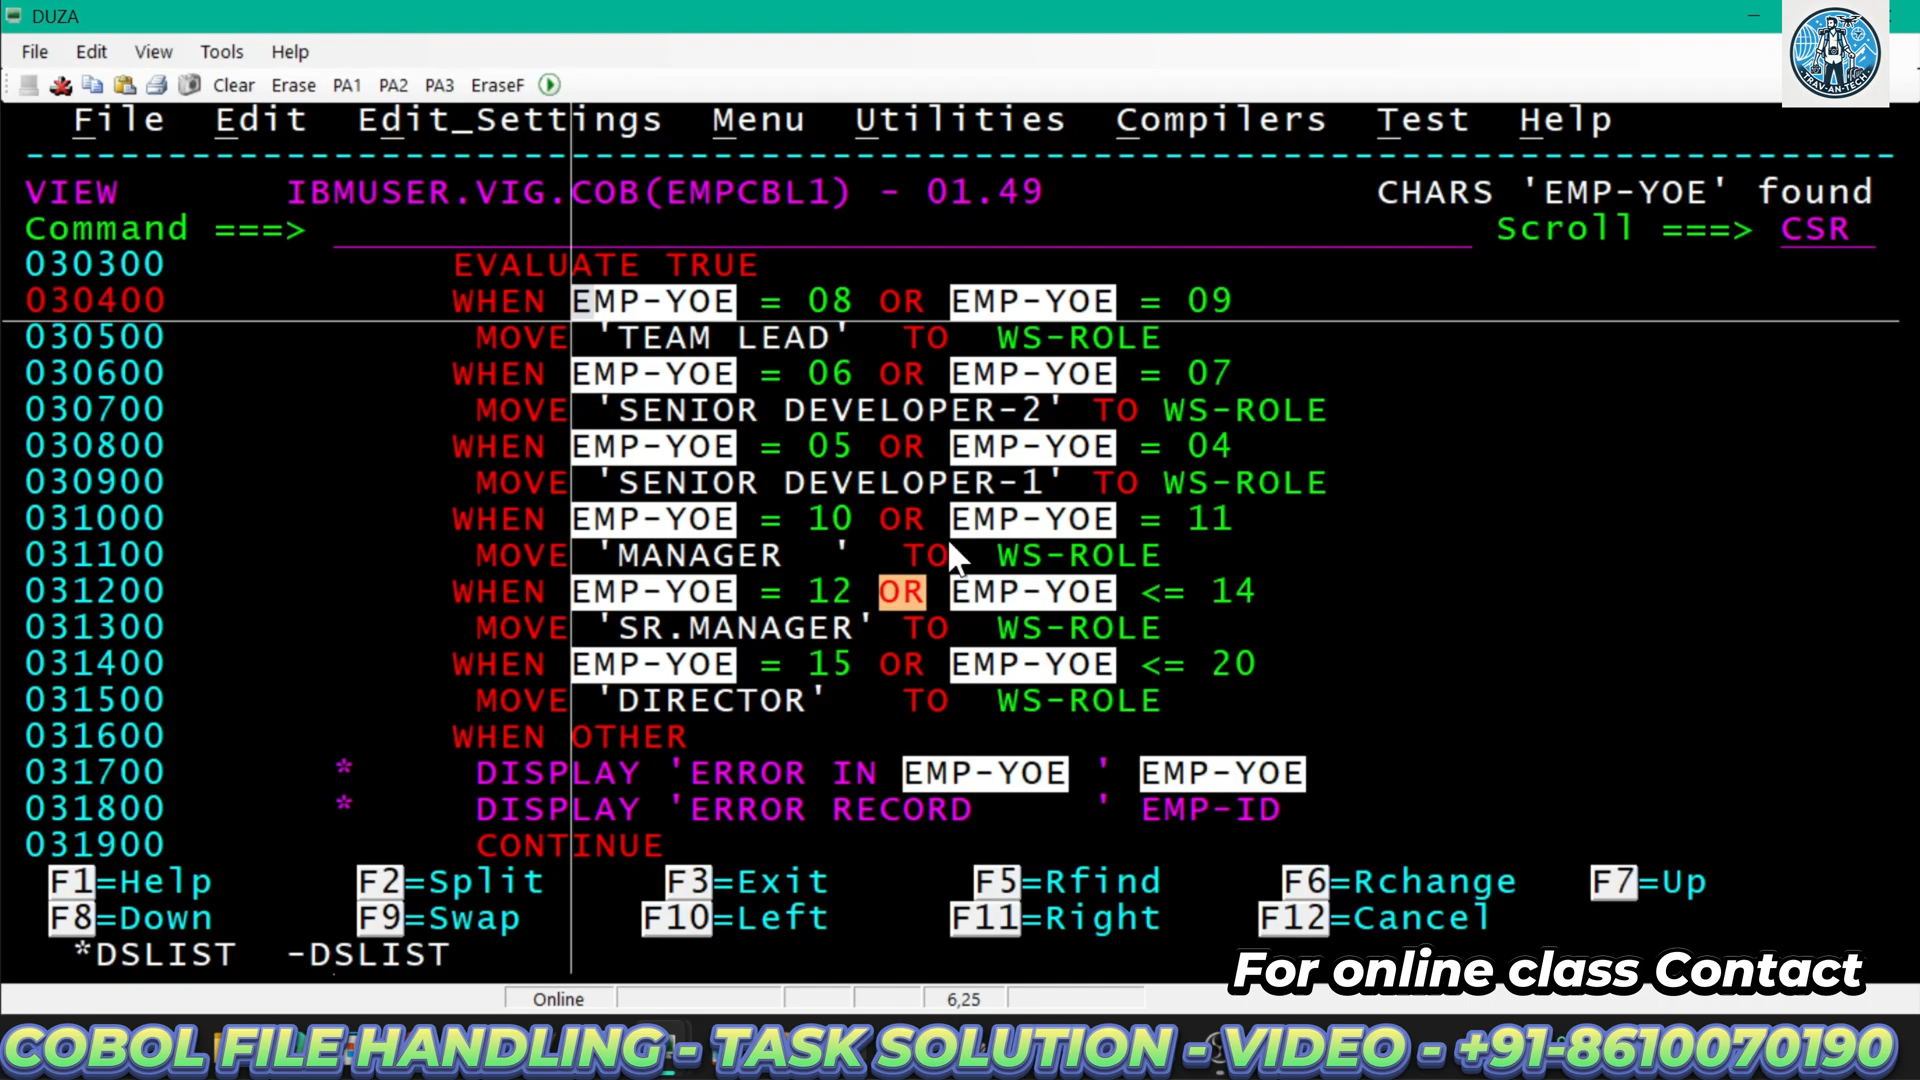 DUZA
File Edit View Tools Help
Clear Erase PA1 PA2 PA3 EraseF
TRAV-AN-TECH
File Edit Edit_Settings Menu Utilities Compilers Test Help
VIEW IBMUSER.VIG.COB(EMPCBL1) - 01.49 CHARS 'EMP-YOE' found
Command ===> Scroll ===> CSR
030300 EVALUATE TRUE
030400 WHEN EMP-YOE = 08 OR EMP-YOE = 09
030500 MOVE 'TEAM LEAD' TO WS-ROLE
030600 WHEN EMP-YOE = 06 OR EMP-YOE = 07
030700 MOVE 'SENIOR DEVELOPER-2' TO WS-ROLE
030800 WHEN EMP-YOE = 05 OR EMP-YOE = 04
030900 MOVE 'SENIOR DEVELOPER-1' TO WS-ROLE
031000 WHEN EMP-YOE = 10 OR EMP-YOE = 11
031100 MOVE 'MANAGER ' TO WS-ROLE
031200 WHEN EMP-YOE = 12 OR EMP-YOE <= 14
031300 MOVE 'SR.MANAGER' TO WS-ROLE
031400 WHEN EMP-YOE = 15 OR EMP-YOE <= 20
031500 MOVE 'DIRECTOR' TO WS-ROLE
031600 WHEN OTHER
031700 * DISPLAY 'ERROR IN EMP-YOE ' EMP-YOE
031800 * DISPLAY 'ERROR RECORD ' EMP-ID
031900 CONTINUE
F1=Help F2=Split F3=Exit F5=Rfind F6=Rchange F7=Up
F8=Down F9=Swap F10=Left F11=Right F12=Cancel
*DSLIST -DSLIST
For online class Contact
Online 6,25
COBOL FILE HANDLING - TASK SOLUTION - VIDEO - +91-8610070190